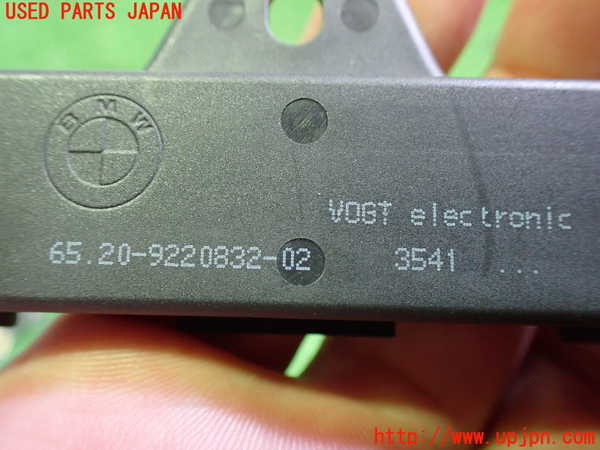 USED PARTS JAPAN
BMW
VOGT electronic
65.20-9220832-02 3541 ...
http://www.upjpn.com